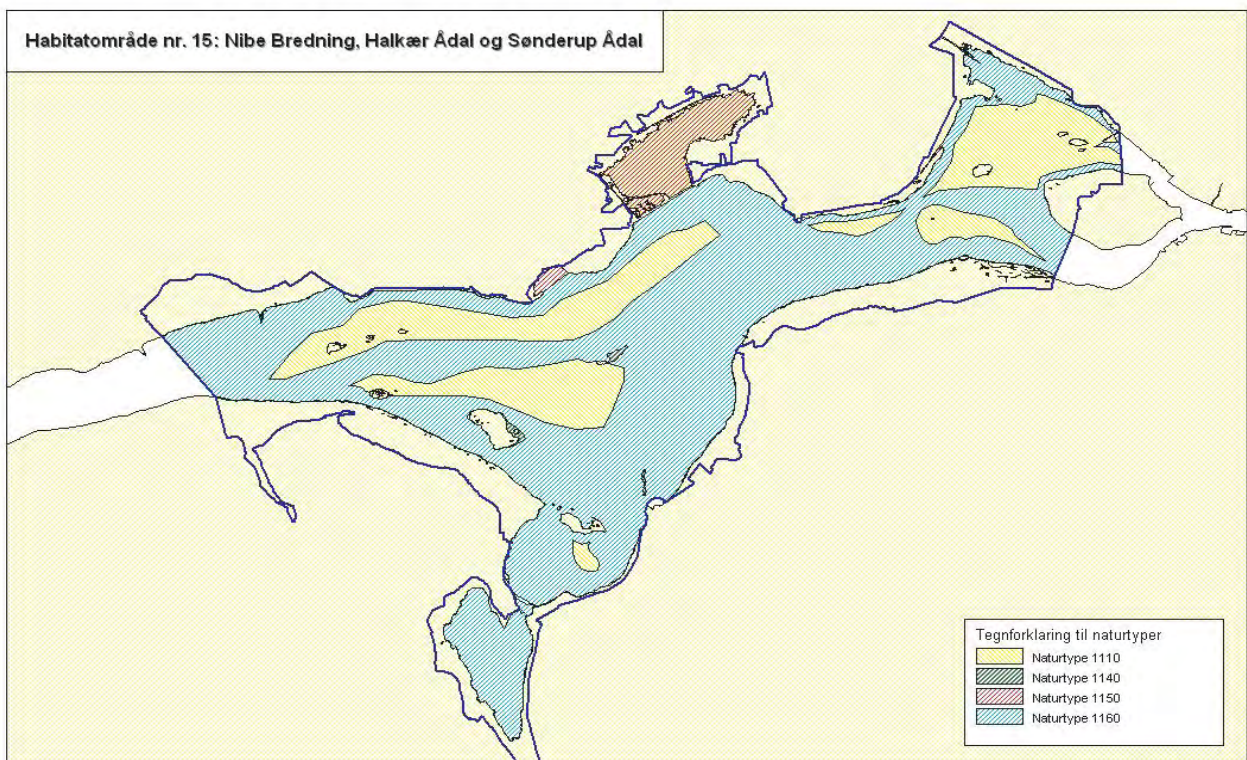 Habitatområde nr. 15: Nibe Bredning, Halkær Ådal og Sønderup Ådal
Tegnforklaring til naturtyper
Naturtype 1110
Naturtype 1140
Naturtype 1150
Naturtype 1160